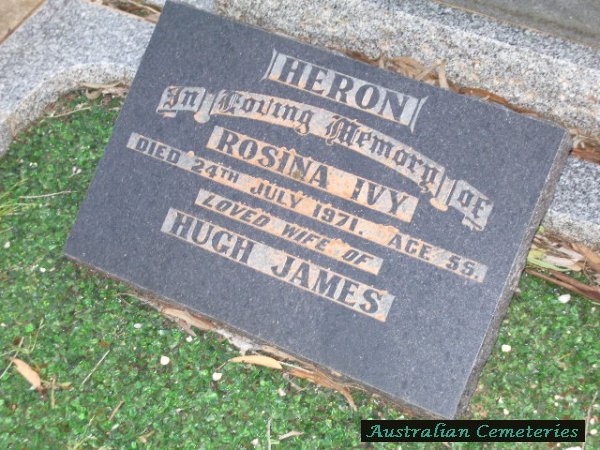 HERON
In Loving Memory of
ROSINA IVY
DIED 24TH JULY 1971. AGE 55.
LOVED WIFE OF
HUGH JAMES
Australian Cemeteries